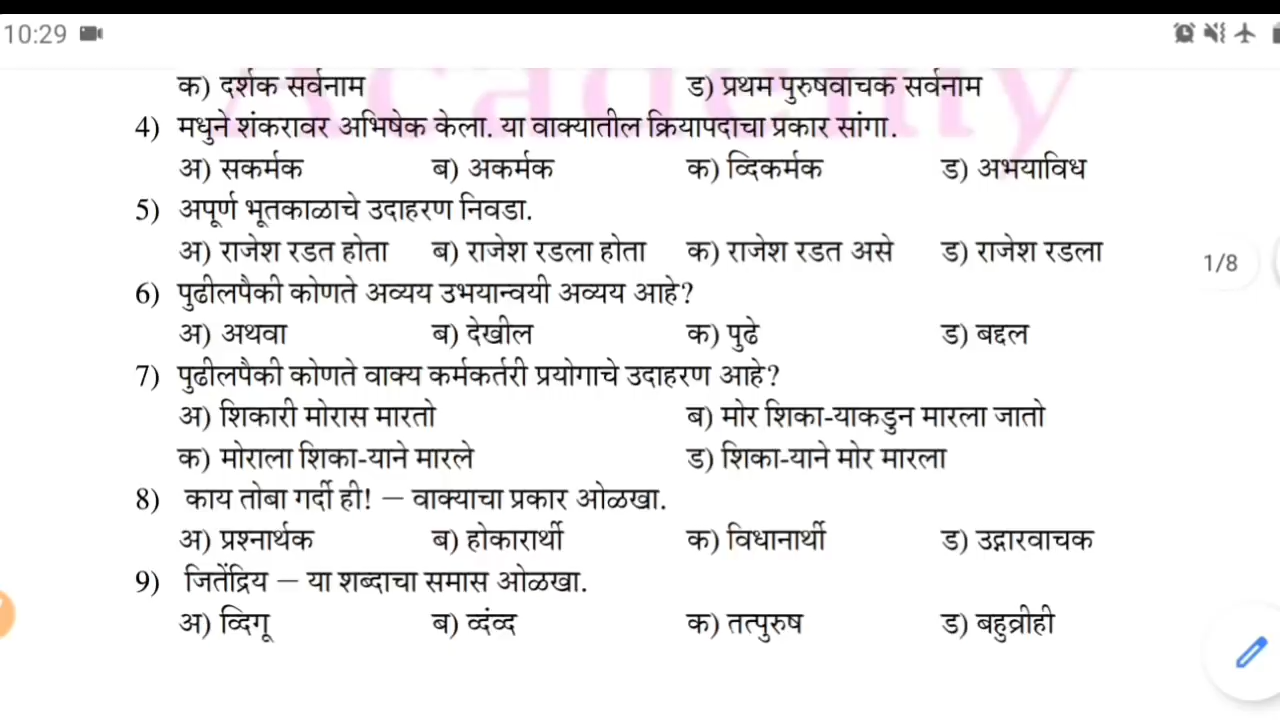 10:29
क) दर्शक सर्वनाम ड) प्रथम पुरुषवाचक सर्वनाम
Academy
4) मधुने शंकरावर अभिषेक केला. या वाक्यातील क्रियापदाचा प्रकार सांगा.
अ) सकर्मक ब) अकर्मक क) व्दिकर्मक ड) अभयाविध
5) अपूर्ण भूतकाळाचे उदाहरण निवडा.
अ) राजेश रडत होता ब) राजेश रडला होता क) राजेश रडत असे ड) राजेश रडला
1/8
6) पुढीलपैकी कोणते अव्यय उभयान्वयी अव्यय आहे?
अ) अथवा ब) देखील क) पुढे ड) बद्दल
7) पुढीलपैकी कोणते वाक्य कर्मकर्तरी प्रयोगाचे उदाहरण आहे?
अ) शिकारी मोरास मारतो ब) मोर शिका-याकडुन मारला जातो
क) मोराला शिका-याने मारले ड) शिका-याने मोर मारला
8) काय तोबा गर्दी ही! – वाक्याचा प्रकार ओळखा.
अ) प्रश्नार्थक ब) होकारार्थी क) विधानार्थी ड) उद्गारवाचक
9) जितेंद्रिय – या शब्दाचा समास ओळखा.
अ) व्दिगू ब) व्दंव्द क) तत्पुरुष ड) बहुव्रीही